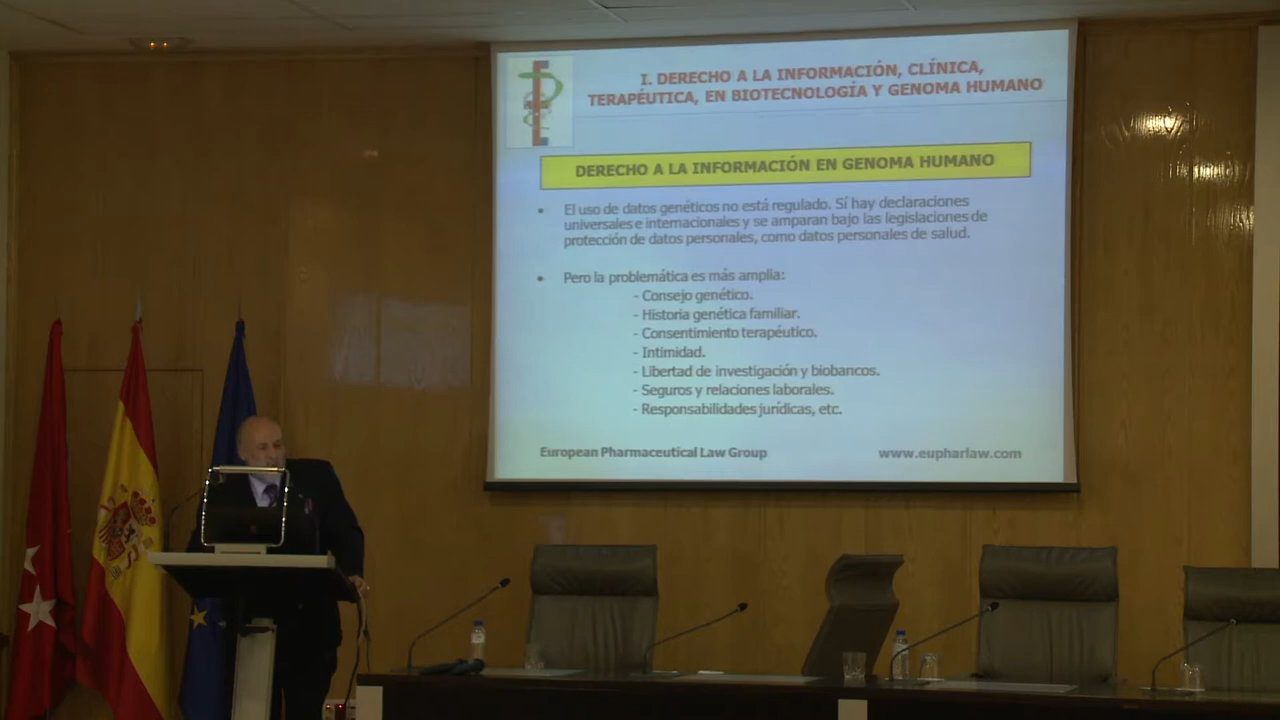 I. DERECHO A LA INFORMACIÓN, CLÍNICA,
TERAPÉUTICA, EN BIOTECNOLOGÍA Y GENOMA HUMANO
DERECHO A LA INFORMACIÓN EN GENOMA HUMANO
• El uso de datos genéticos no está regulado. Sí hay declaraciones
universales e internacionales y se amparan bajo las legislaciones de
protección de datos personales, como datos personales de salud.
• Pero la problemática es más amplia:
- Consejo genético.
- Historia genética familiar.
- Consentimiento terapéutico.
- Intimidad.
- Libertad de investigación y biobancos.
- Seguros y relaciones laborales.
- Responsabilidades jurídicas, etc.
European Pharmaceutical Law Group
www.eupharlaw.com